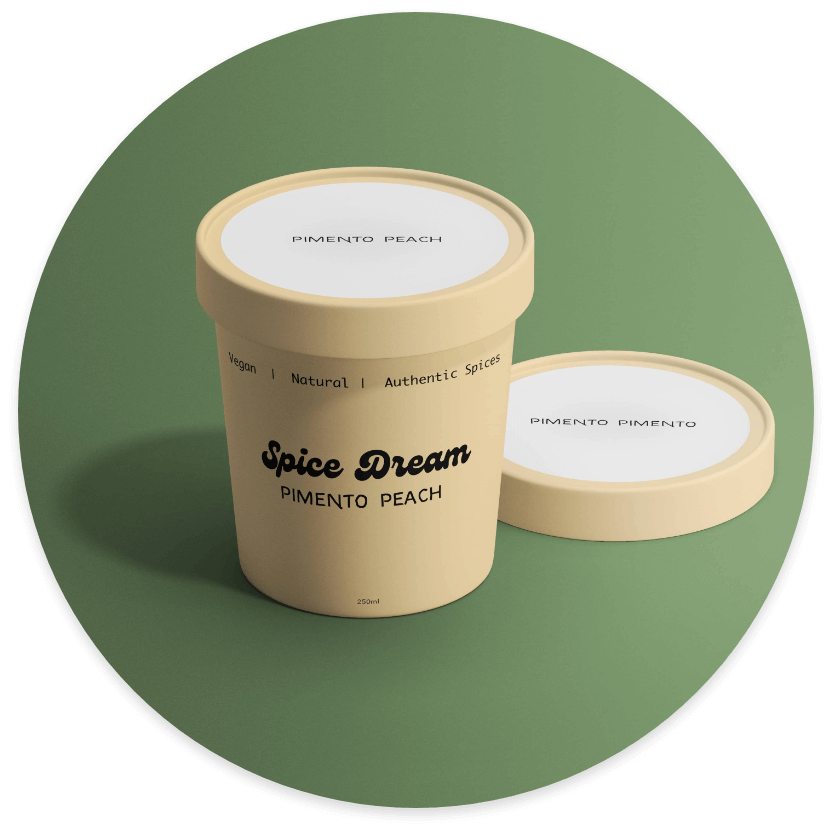 PIMENTO PEACH
Vegan | Natural | Authentic Spices
Spice Dream
PIMENTO PEACH
250ml
PIMENTO PIMENTO